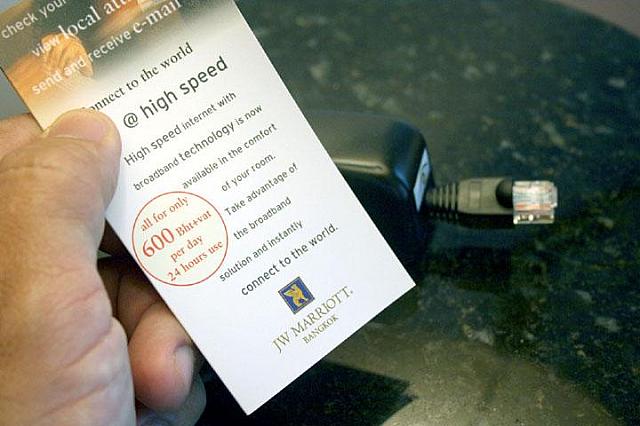 check your
view local
send and receive e-mail
connect to the world
@ high speed
High speed internet with
broadband technology is now
available in the comfort
of your room.
Take advantage of
the broadband
solution and instantly
connect to the world.
all for only
600 Bht+vat
per day
24 hours use
JW MARRIOTT.
BANGKOK